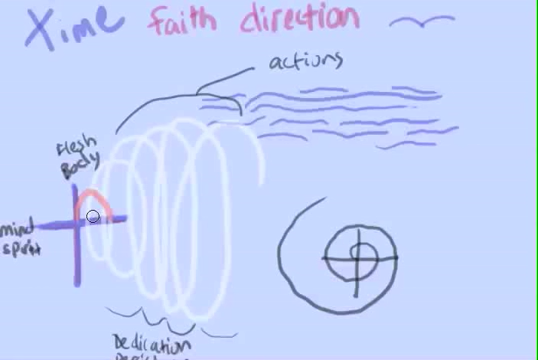 Xime faith direction
actions
Flesh
Body
mind
spirit
Dedication